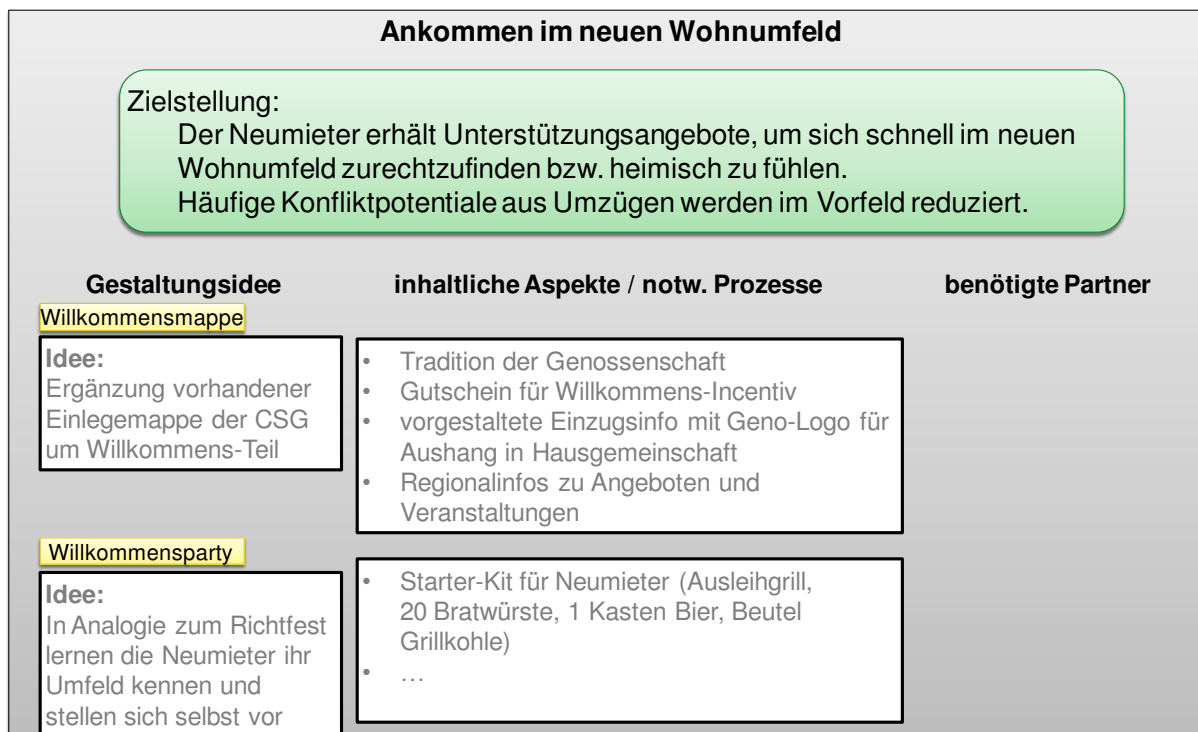 Ankommen im neuen Wohnumfeld
Zielstellung:
Der Neumieter erhält Unterstützungsangebote, um sich schnell im neuen
Wohnumfeld zurechtzufinden bzw. heimisch zu fühlen.
Häufige Konfliktpotentiale aus Umzügen werden im Vorfeld reduziert.
Gestaltungsidee
inhaltliche Aspekte / notw. Prozesse
benötigte Partner
Willkommensmappe
Idee:
Ergänzung vorhandener
Einlegemappe der CSG
um Willkommens-Teil
• Tradition der Genossenschaft
• Gutschein für Willkommens-Incentiv
• vorgestaltete Einzugsinfo mit Geno-Logo für
Aushang in Hausgemeinschaft
• Regionalinfos zu Angeboten und
Veranstaltungen
Willkommensparty
Idee:
In Analogie zum Richtfest
lernen die Neumieter ihr
Umfeld kennen und
stellen sich selbst vor
• Starter-Kit für Neumieter (Ausleihgrill,
20 Bratwürste, 1 Kasten Bier, Beutel
Grillkohle)
• …